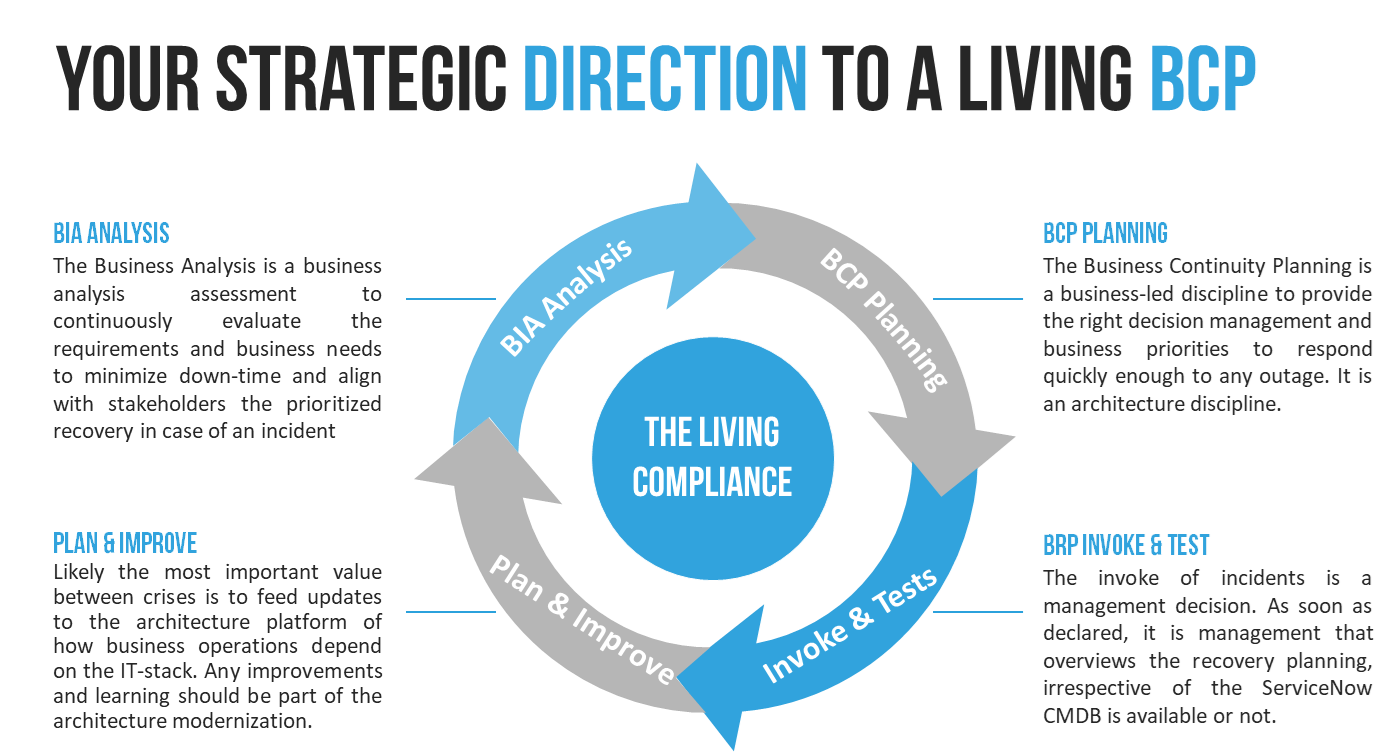 YOUR STRATEGIC DIRECTION TO A LIVING BCP
BIA ANALYSIS
The Business Analysis is a business
analysis assessment to
continuously evaluate the
requirements and business needs
to minimize down-time and align
with stakeholders the prioritized
recovery in case of an incident
PLAN & IMPROVE
Likely the most important value
between crises is to feed updates
to the architecture platform of
how business operations depend
on the IT-stack. Any improvements
and learning should be part of the
architecture modernization.
BIA Analysis
BCP Planning
THE LIVING
COMPLIANCE
Plan & Improve
Invoke & Tests
BCP PLANNING
The Business Continuity Planning is
a business-led discipline to provide
the right decision management and
business priorities to respond
quickly enough to any outage. It is
an architecture discipline.
BRP INVOKE & TEST
The invoke of incidents is a
management decision. As soon as
declared, it is management that
overviews the recovery planning,
irrespective of the ServiceNow
CMDB is available or not.